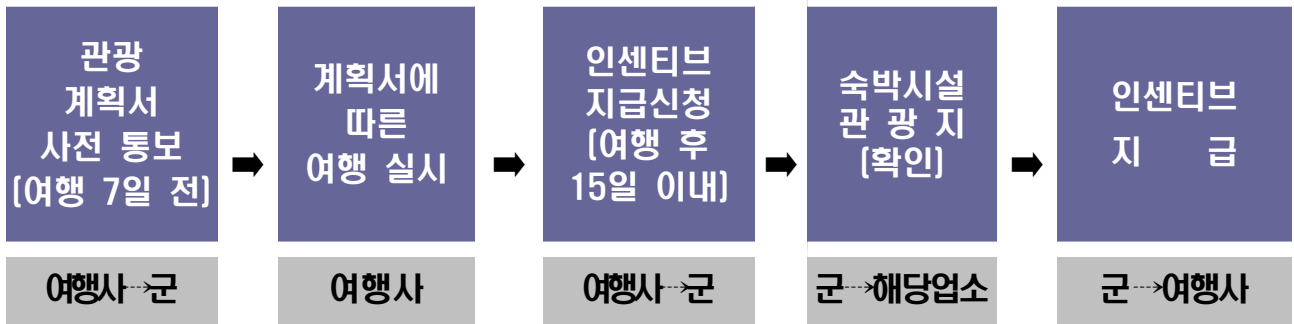 관광
계획서
사전 통보
(여행 7일 전)
계획서에
따른
여행 실시
인센티브
지급신청
(여행 후
15일 이내)
숙박시설
관 광 지
(확인)
인센티브
지 급
여행사→군
여행사
여행사→군
군→해당업소
군→여행사